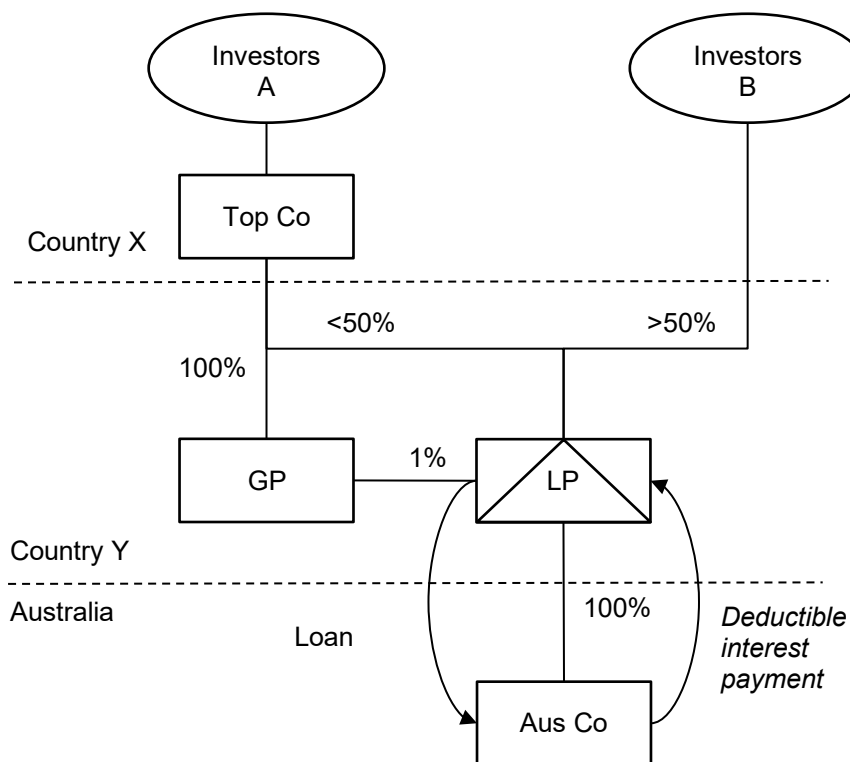 Investors
A
Investors
B
Top Co
Country X
<50%
>50%
100%
1%
GP
LP
Country Y
Australia
100%
Loan
Deductible
interest
payment
Aus Co